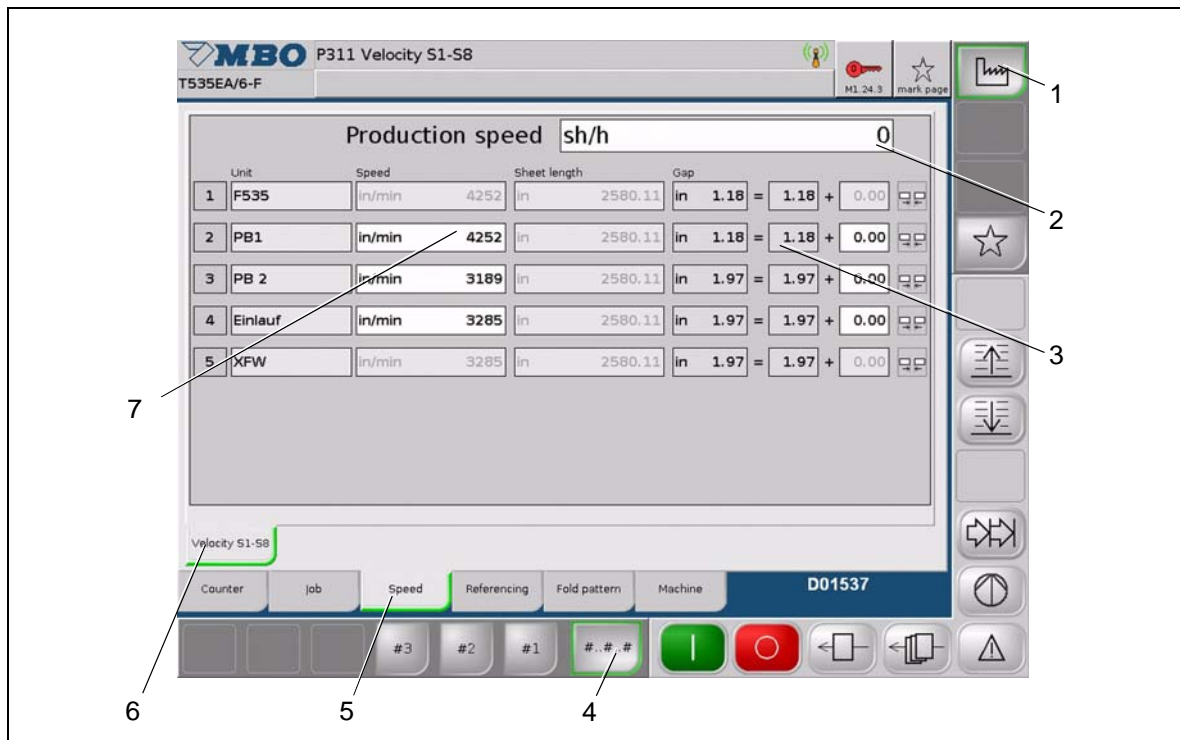 MBO P311 Velocity S1-S8
T535EA/6-F
M1.24.3 mark page
1
Production speed sh/h 0
2
Unit Speed Sheet length Gap
1 F535 in/min 4252 in 2580.11 in 1.18 = 1.18 + 0.00
2 PB1 in/min 4252 in 2580.11 in 1.18 = 1.18 + 0.00
3 PB 2 in/min 3189 in 2580.11 in 1.97 = 1.97 + 0.00
4 Einlauf in/min 3285 in 2580.11 in 1.97 = 1.97 + 0.00
5 XFW in/min 3285 in 2580.11 in 1.97 = 1.97 + 0.00
3
7
Velocity S1-S8
Counter Job Speed Referencing Fold pattern Machine D01537
#3 #2 #1 #..#..#
6 5 4